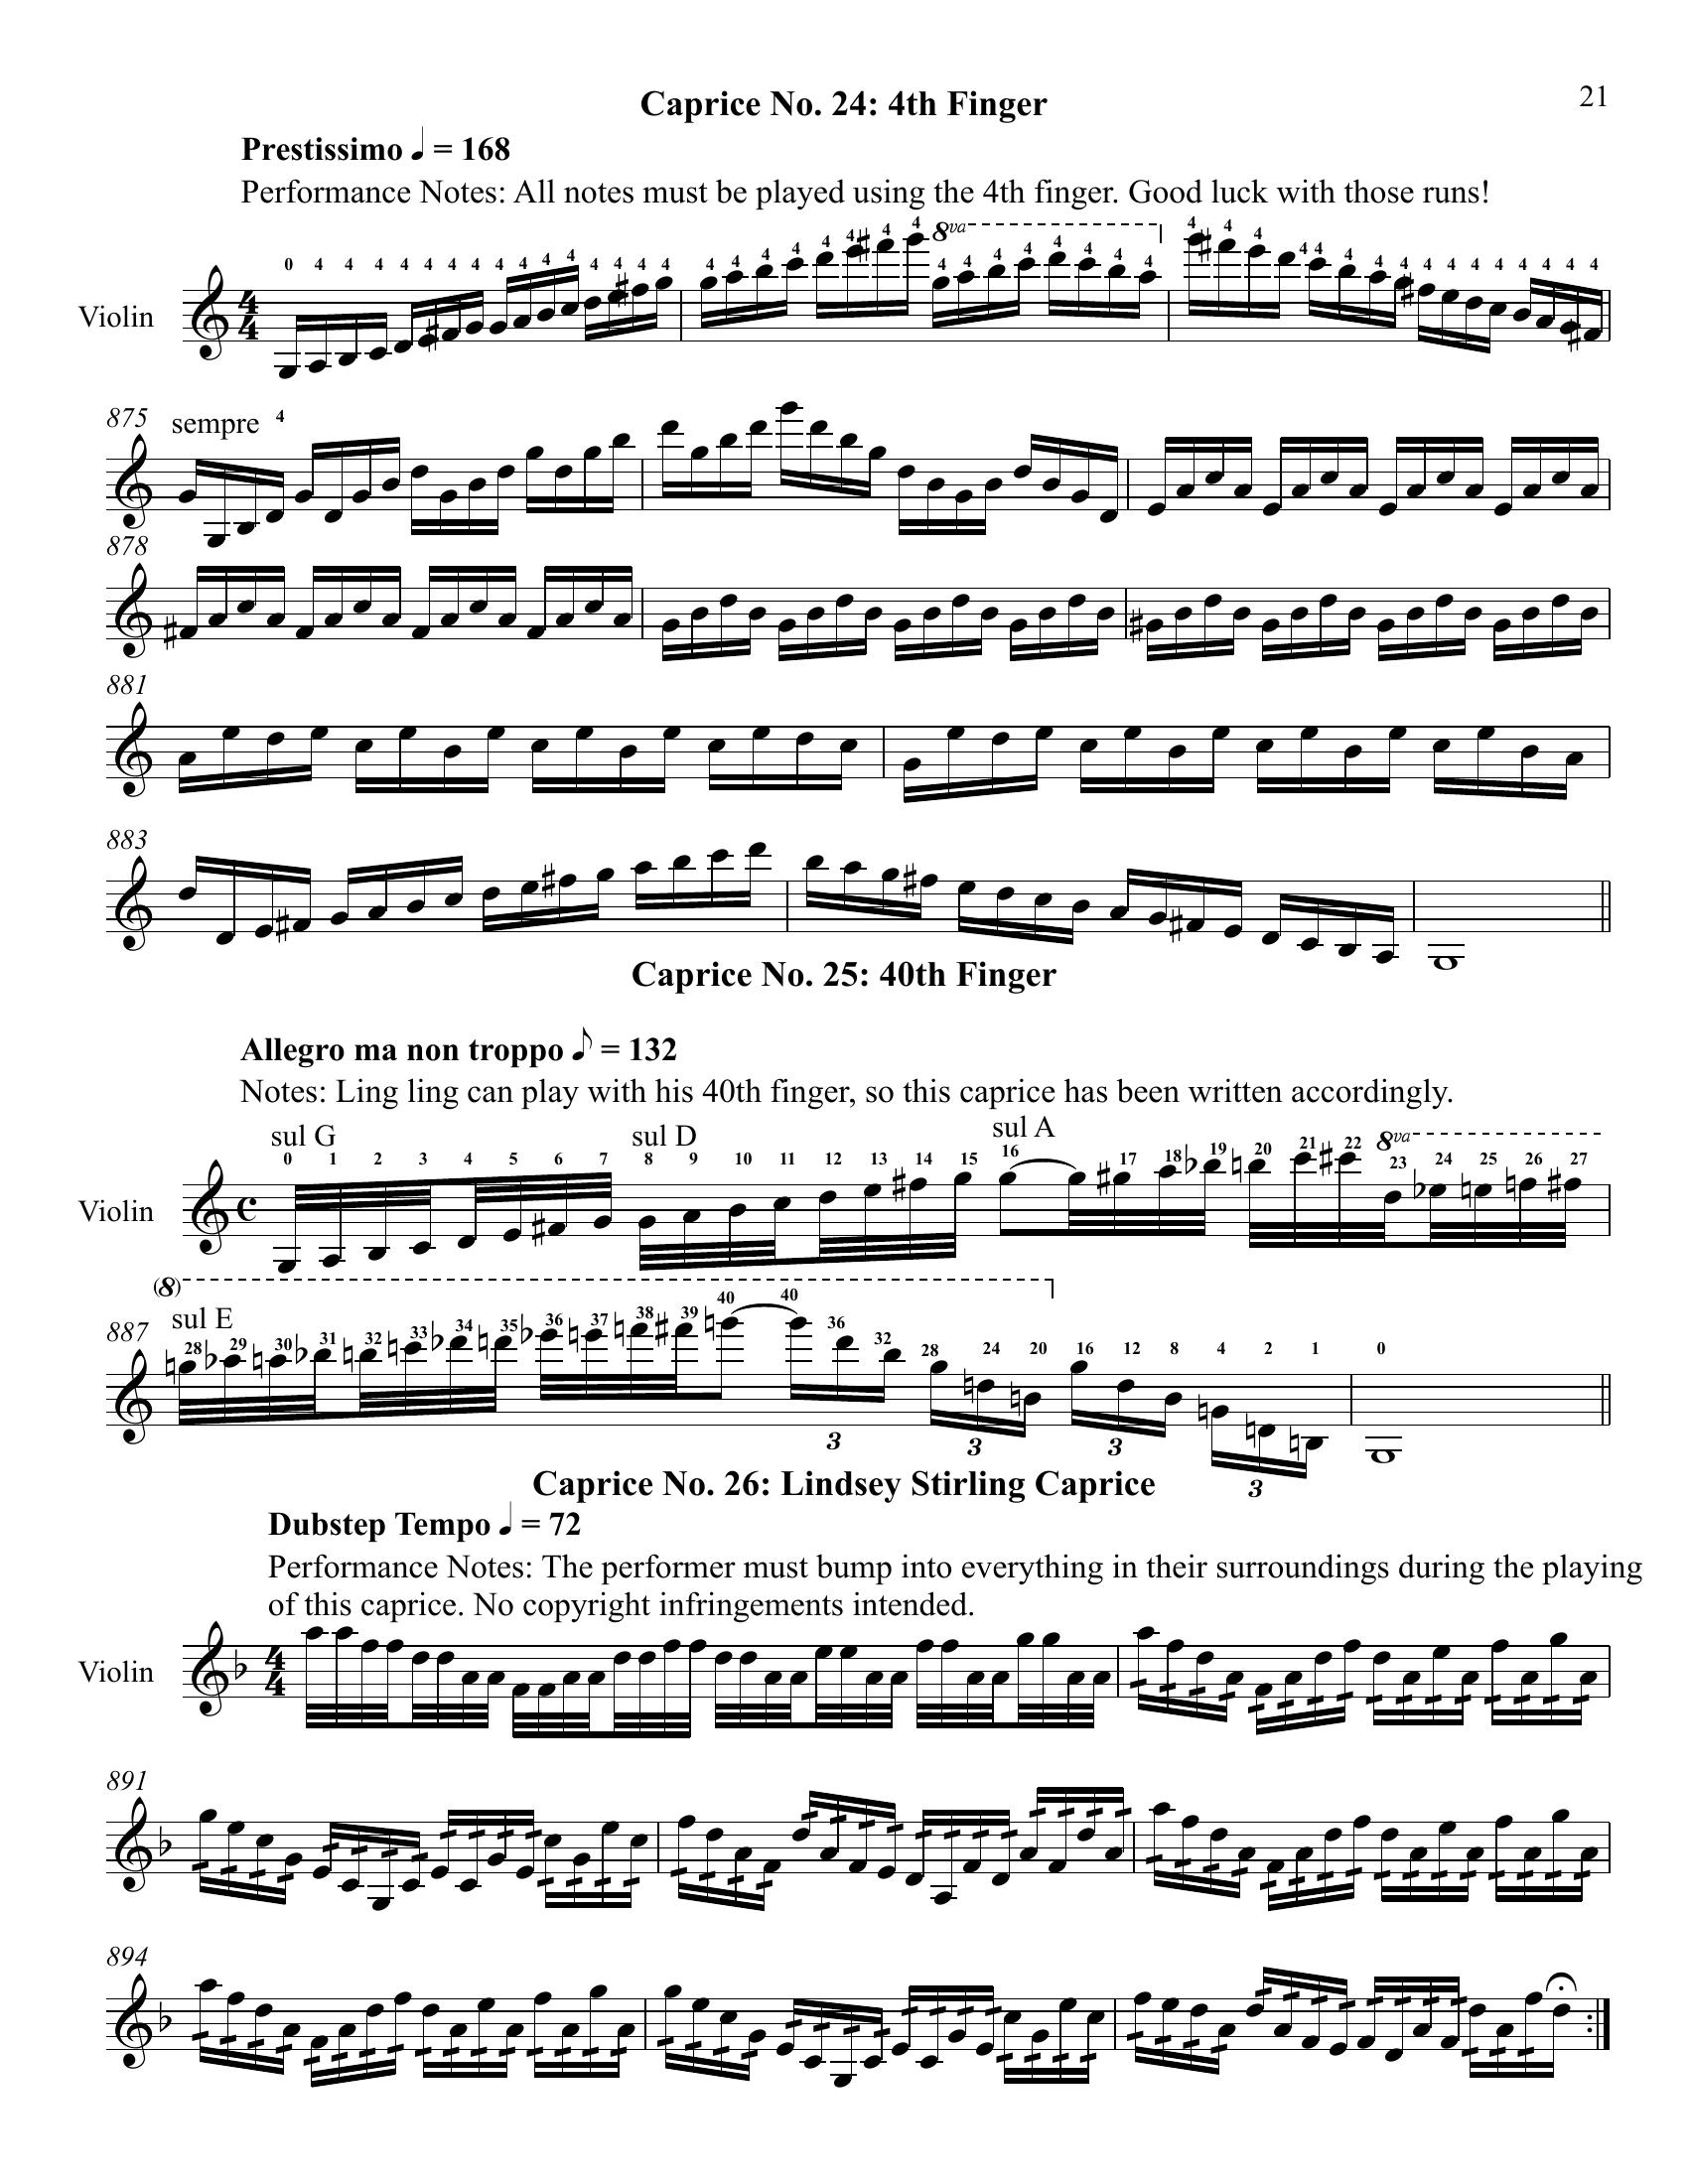 21
Caprice No. 24: 4th Finger
Prestissimo ♩ = 168
Performance Notes: All notes must be played using the 4th finger. Good luck with those runs!
0 4 4 4 4 4 4 4 4 4 4 4 4 4 4 4 4 4 4 4 4 4 4 4 8va 4 4 4 4 4 4 4 4 4 4 4 4 4 4 4 4 4 4 4 4 4 4 4 4
Violin
4
4
875 sempre 4
878
881
883
Caprice No. 25: 40th Finger
Allegro ma non troppo ♪ = 132
Notes: Ling ling can play with his 40th finger, so this caprice has been written accordingly.
sul G sul D sul A
0 1 2 3 4 5 6 7 8 9 10 11 12 13 14 15 16 17 18 19 20 21 22 8va 23 24 25 26 27
Violin
(8)
887 sul E
28 29 30 31 32 33 34 35 36 37 38 39 40 40 36 32 28 24 20 16 12 8 4 2 1 0
3 3 3 3
Caprice No. 26: Lindsey Stirling Caprice
Dubstep Tempo ♩ = 72
Performance Notes: The performer must bump into everything in their surroundings during the playing
of this caprice. No copyright infringements intended.
Violin
4
4
891
894